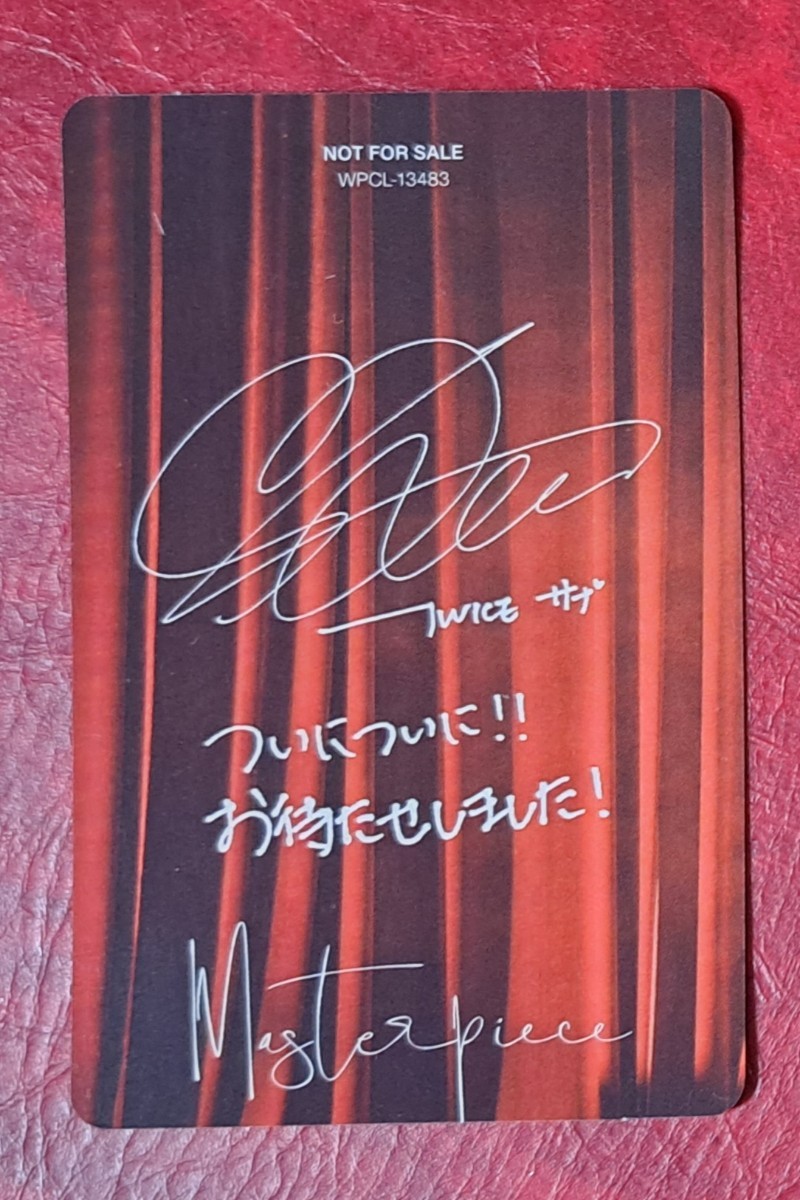 NOT FOR SALE
WPCL-13483
TWICE サナ
ついについに!!
お待たせしました!
Masterpiece